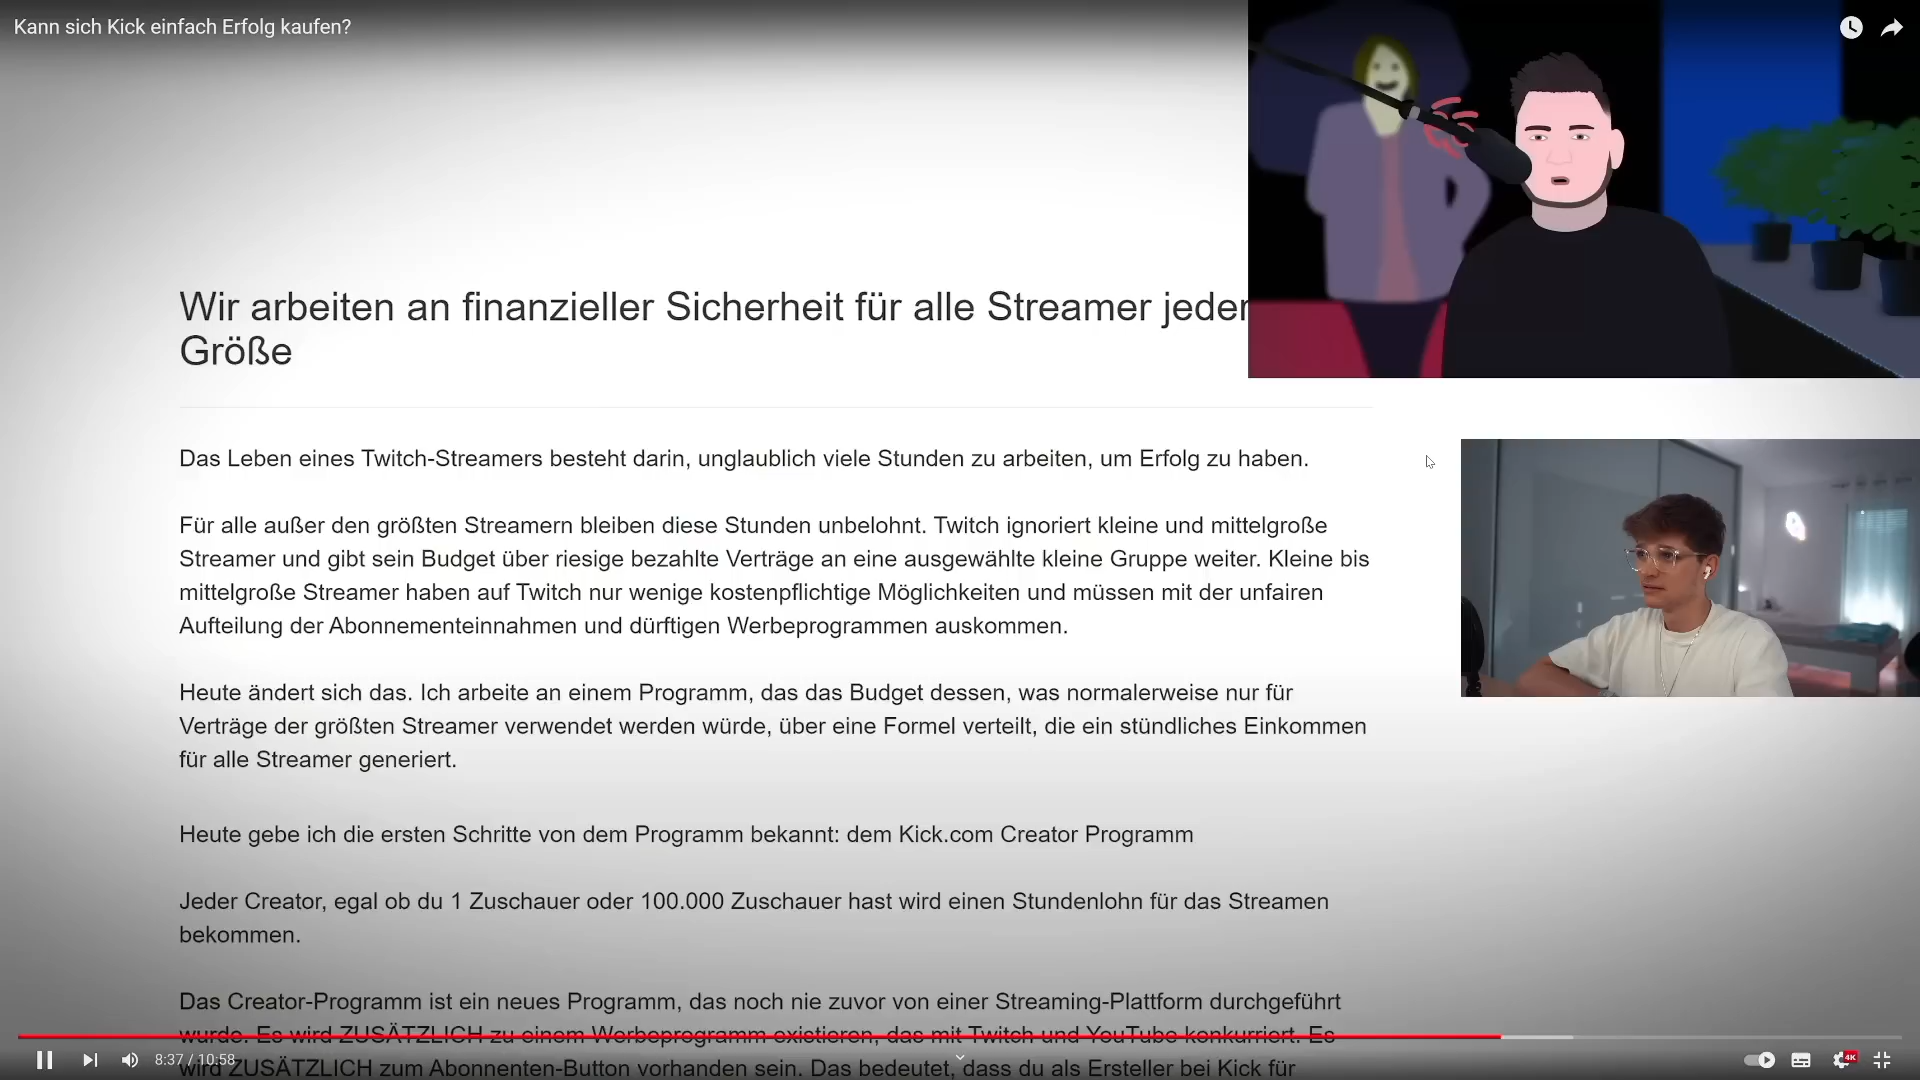 Kann sich Kick einfach Erfolg kaufen?
Wir arbeiten an finanzieller Sicherheit für alle Streamer jeder
Größe
Das Leben eines Twitch-Streamers besteht darin, unglaublich viele Stunden zu arbeiten, um Erfolg zu haben.
Für alle außer den größten Streamern bleiben diese Stunden unbelohnt. Twitch ignoriert kleine und mittelgroße
Streamer und gibt sein Budget über riesige bezahlte Verträge an eine ausgewählte kleine Gruppe weiter. Kleine bis
mittelgroße Streamer haben auf Twitch nur wenige kostenpflichtige Möglichkeiten und müssen mit der unfairen
Aufteilung der Abonnementeinnahmen und dürftigen Werbeprogrammen auskommen.
Heute ändert sich das. Ich arbeite an einem Programm, das das Budget dessen, was normalerweise nur für
Verträge der größten Streamer verwendet werden würde, über eine Formel verteilt, die ein stündliches Einkommen
für alle Streamer generiert.
Heute gebe ich die ersten Schritte von dem Programm bekannt: dem Kick.com Creator Programm
Jeder Creator, egal ob du 1 Zuschauer oder 100.000 Zuschauer hast wird einen Stundenlohn für das Streamen
bekommen.
Das Creator-Programm ist ein neues Programm, das noch nie zuvor von einer Streaming-Plattform durchgeführt
wurde. Es wird ZUSÄTZLICH zu einem Werbeprogramm existieren, das mit Twitch und YouTube konkurriert. Es
wird ZUSÄTZLICH zum Abonnenten-Button vorhanden sein. Das bedeutet, dass du als Ersteller bei Kick für
8:37 / 10:58
4K